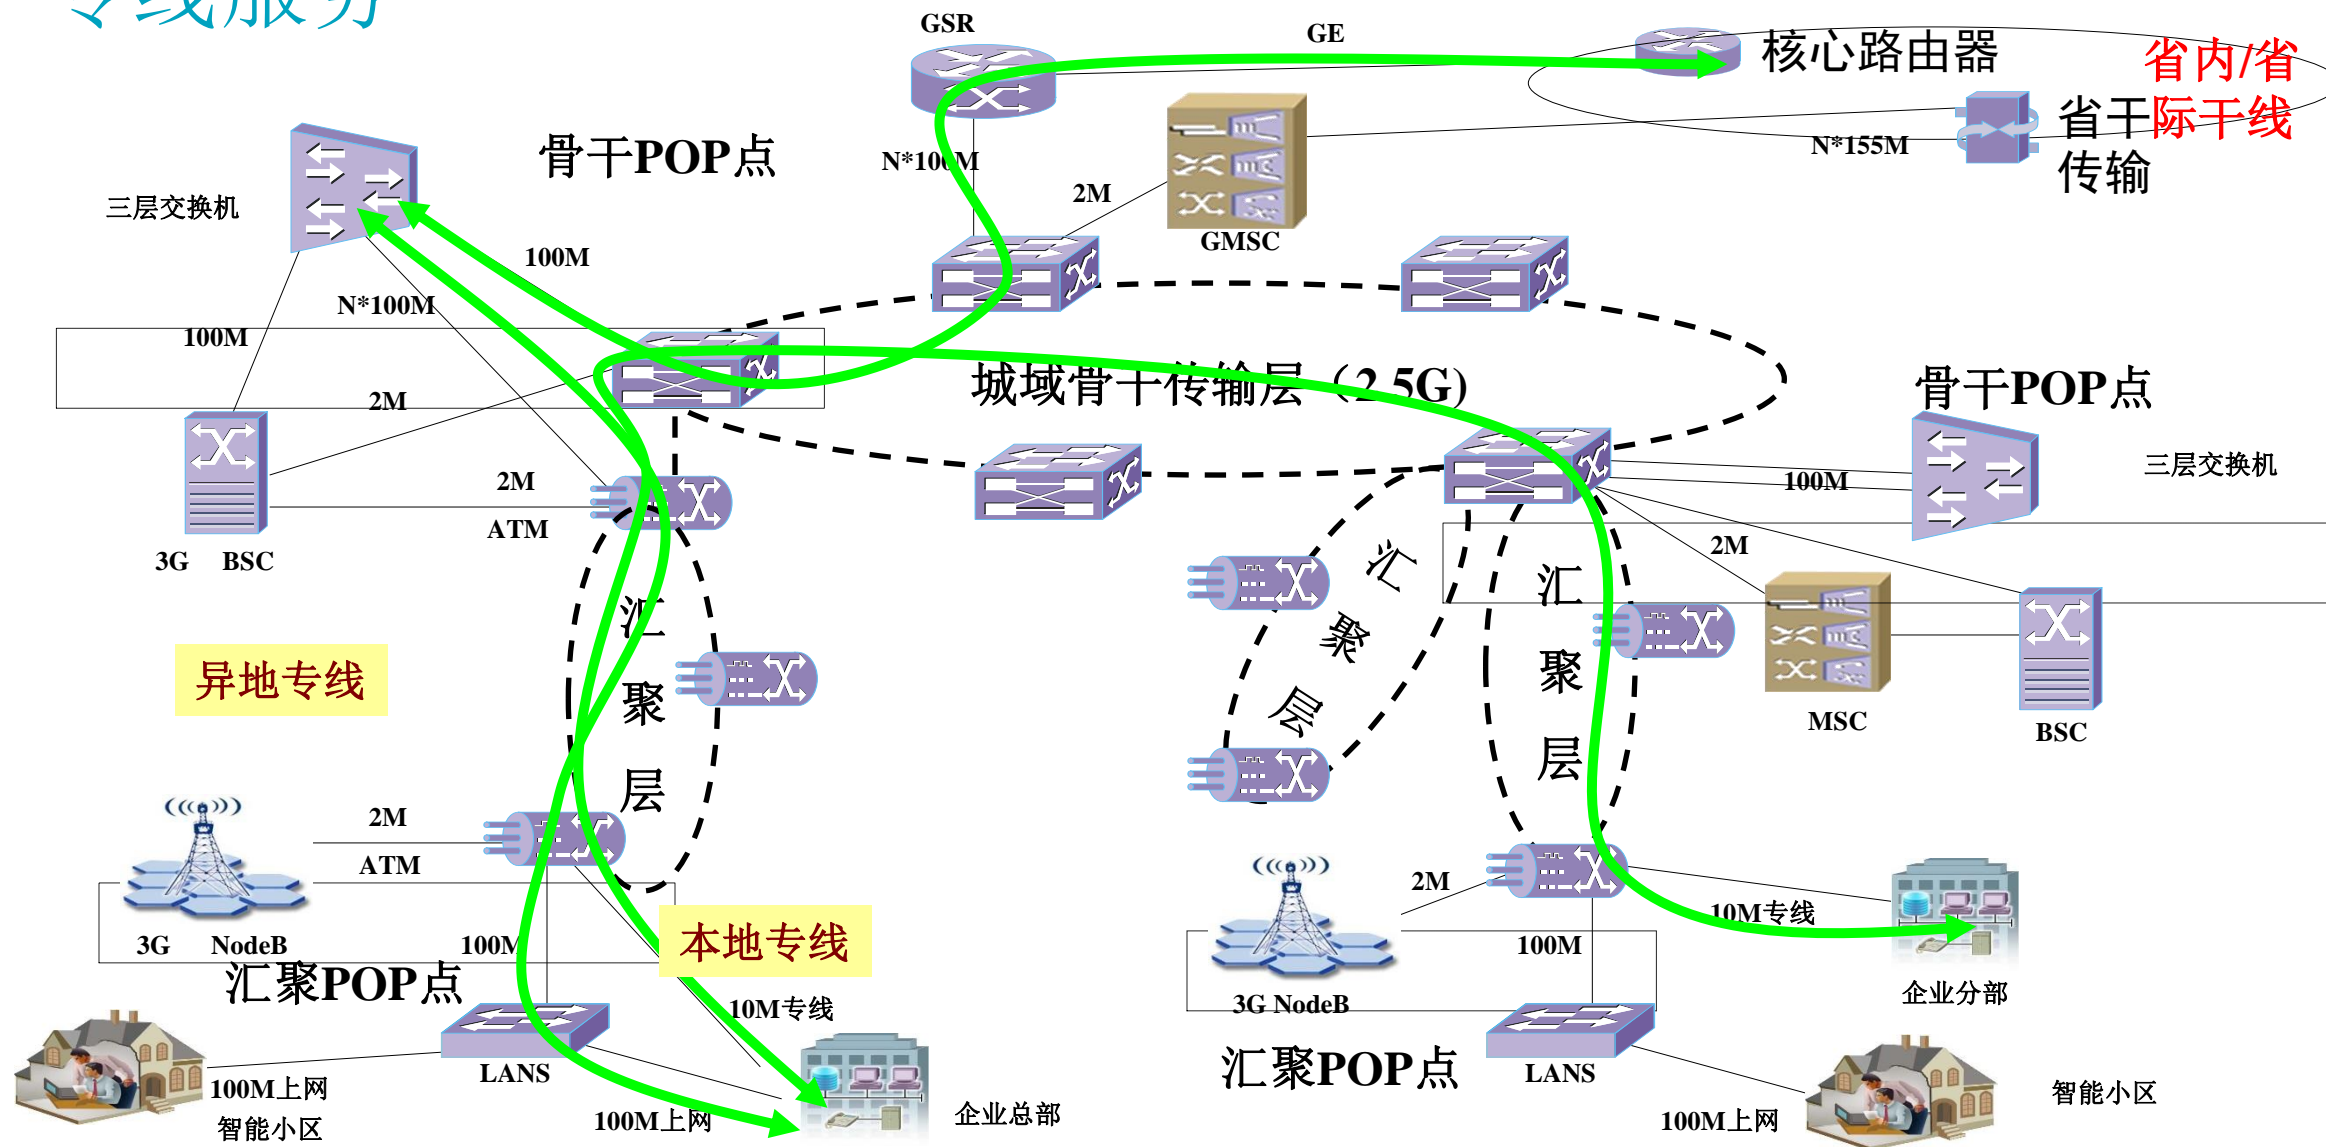 专线服务
GSR
GE
核心路由器
省内/省
际干线
省干
传输
N*155M
骨干POP点
N*100M
2M
GMSC
三层交换机
100M
N*100M
100M
2M
城域骨干传输层（2.5G)
骨干POP点
三层交换机
100M
2M
ATM
3G BSC
2M
MSC
BSC
汇
聚
层
汇
聚
层
汇
聚
层
异地专线
2M
ATM
3G NodeB
100M
汇聚POP点
本地专线
10M专线
LANS
100M上网
智能小区
100M上网
企业总部
2M
10M专线
100M
3G NodeB
企业分部
汇聚POP点
LANS
100M上网
智能小区